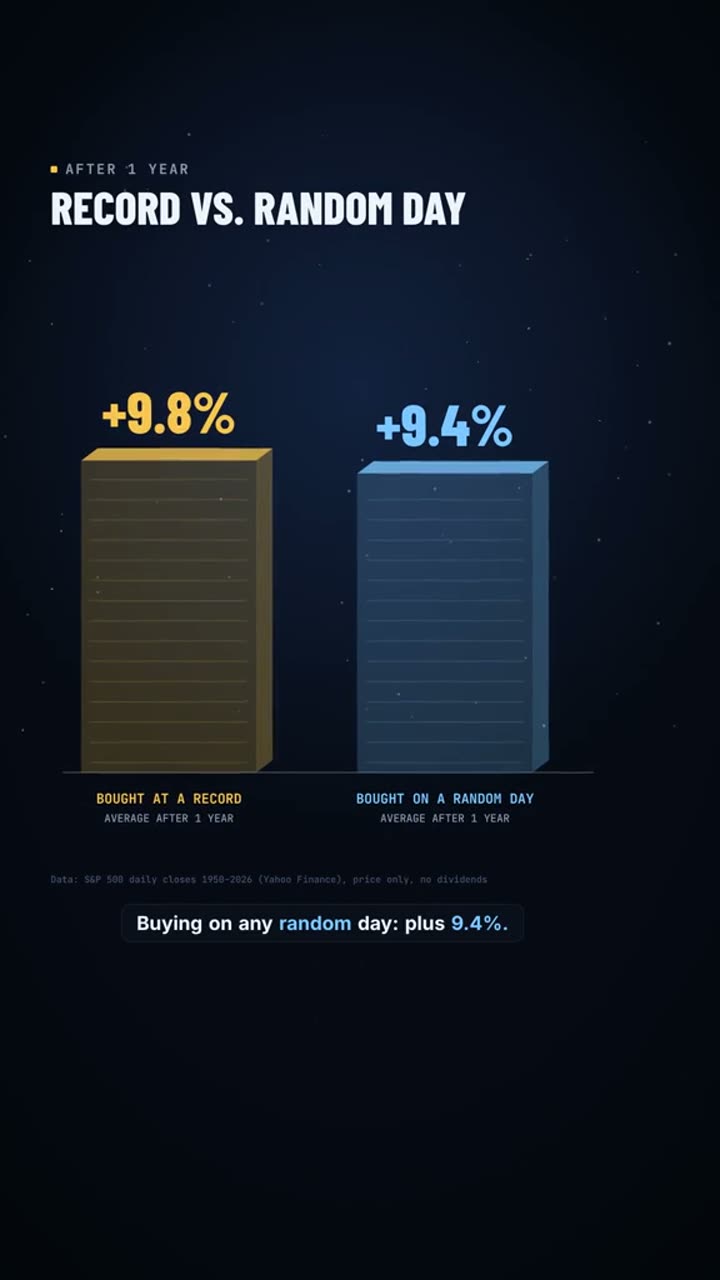 AFTER 1 YEAR
RECORD VS. RANDOM DAY
+9.8%
+9.4%
BOUGHT AT A RECORD
AVERAGE AFTER 1 YEAR
BOUGHT ON A RANDOM DAY
AVERAGE AFTER 1 YEAR
Data: S&P 500 daily closes 1950–2026 (Yahoo Finance), price only, no dividends
Buying on any random day: plus 9.4%.